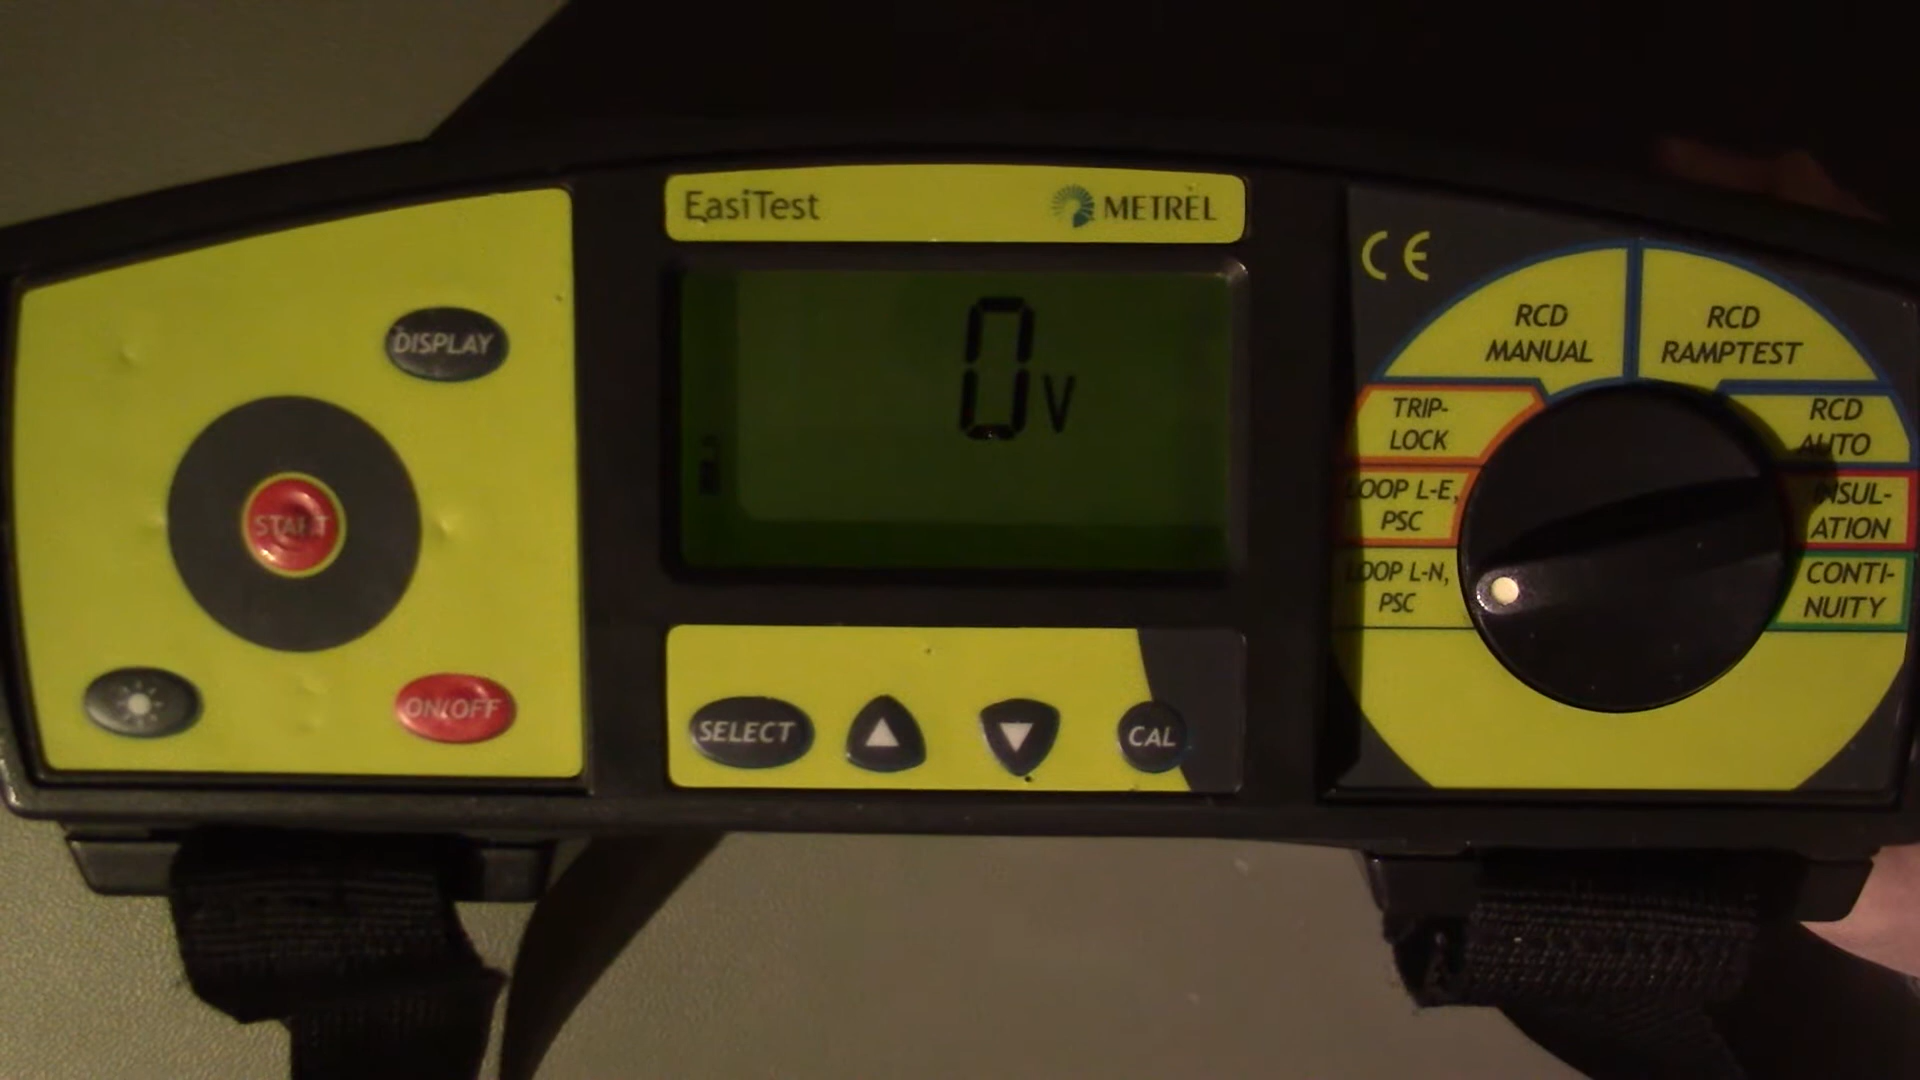 EasiTest METREL
0V
DISPLAY
START
ON/OFF
SELECT
CAL
CE
RCD
MANUAL
RCD
RAMPTEST
TRIP-
LOCK
RCD
AUTO
LOOP L-E,
PSC
INSUL-
ATION
LOOP L-N,
PSC
CONTI-
NUITY